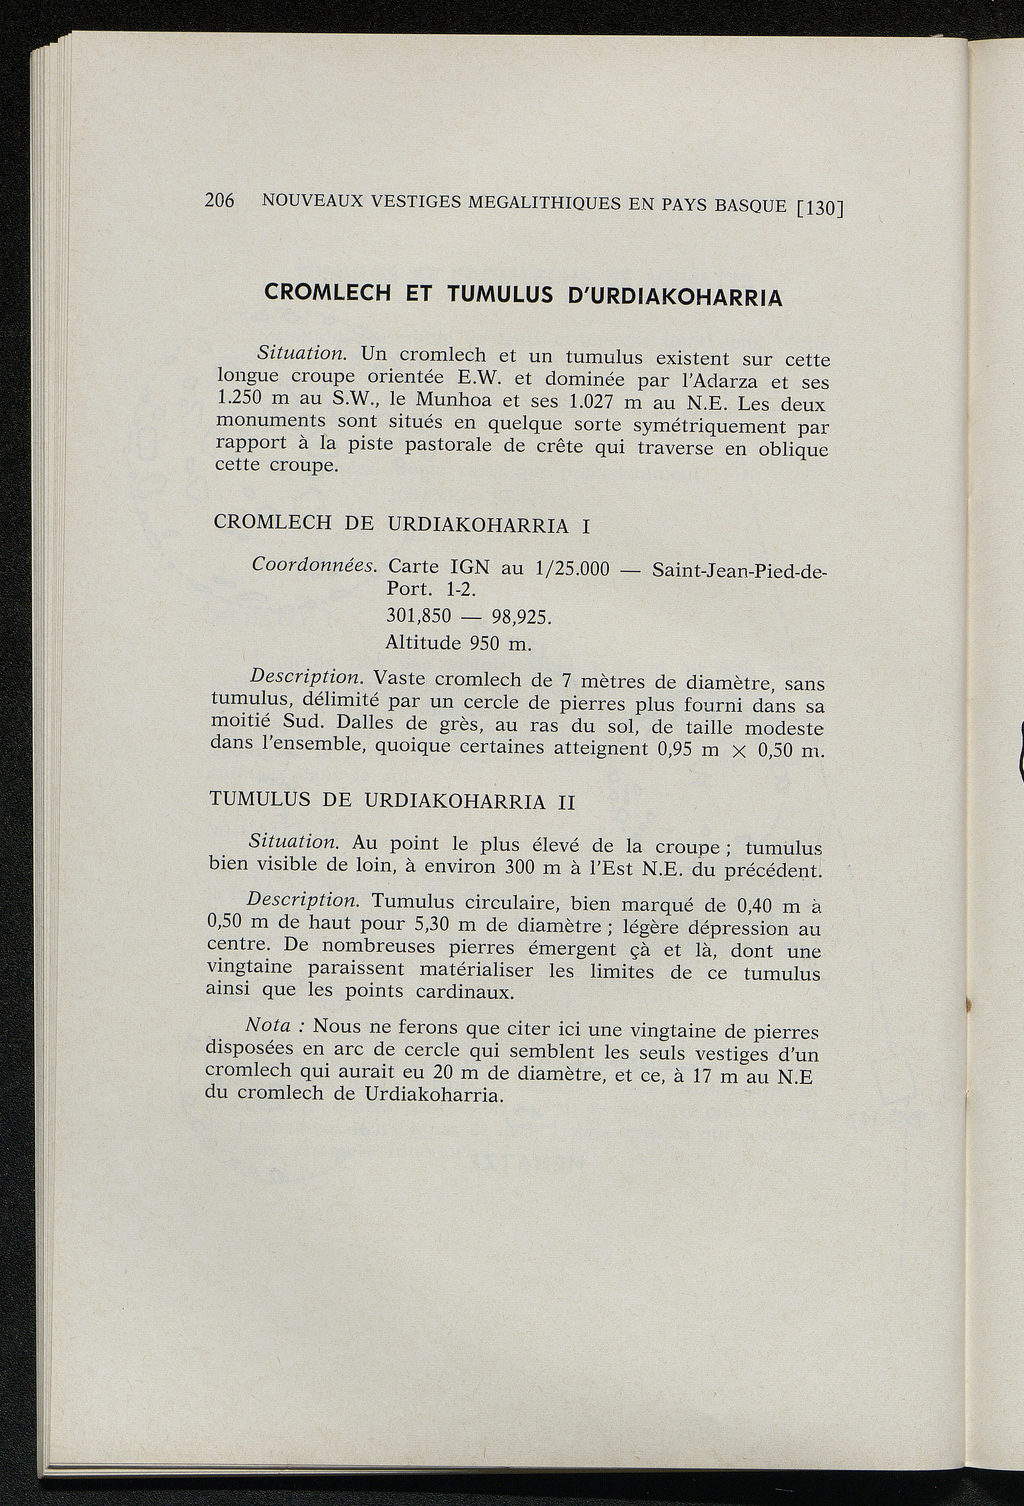 206 NOUVEAUX VESTIGES MEGALITHIQUES EN PAYS BASQUE [130]
CROMLECH ET TUMULUS D'URDIAKOHARRIA
Situation. Un cromlech et un tumulus existent sur cette
longue croupe orientée E.W. et dominée par l'Adarza et ses
1.250 m au S.W., le Munhoa et ses 1.027 m au N.E. Les deux
monuments sont situés en quelque sorte symétriquement par
rapport à la piste pastorale de crête qui traverse en oblique
cette croupe.
CROMLECH DE URDIAKOHARRIA I
Coordonnées. Carte IGN au 1/25.000 — Saint-Jean-Pied-de-
Port. 1-2.
301,850 — 98,925.
Altitude 950 m.
Description. Vaste cromlech de 7 mètres de diamètre, sans
tumulus, délimité par un cercle de pierres plus fourni dans sa
moitié Sud. Dalles de grès, au ras du sol, de taille modeste
dans l'ensemble, quoique certaines atteignent 0,95 m × 0,50 m.
TUMULUS DE URDIAKOHARRIA II
Situation. Au point le plus élevé de la croupe ; tumulus
bien visible de loin, à environ 300 m à l'Est N.E. du précédent.
Description. Tumulus circulaire, bien marqué de 0,40 m à
0,50 m de haut pour 5,30 m de diamètre ; légère dépression au
centre. De nombreuses pierres émergent çà et là, dont une
vingtaine paraissent matérialiser les limites de ce tumulus
ainsi que les points cardinaux.
Nota : Nous ne ferons que citer ici une vingtaine de pierres
disposées en arc de cercle qui semblent les seuls vestiges d'un
cromlech qui aurait eu 20 m de diamètre, et ce, à 17 m au N.E
du cromlech de Urdiakoharria.